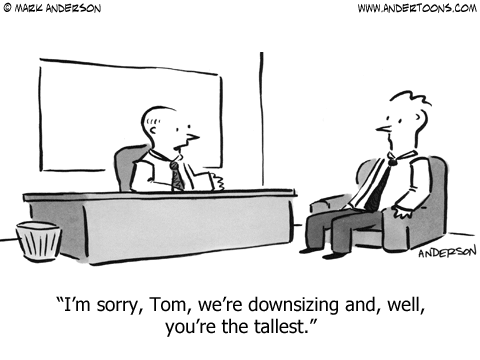 © MARK ANDERSON
WWW.ANDERTOONS.COM
ANDERSON
“I’m sorry, Tom, we’re downsizing and, well,
you’re the tallest.”